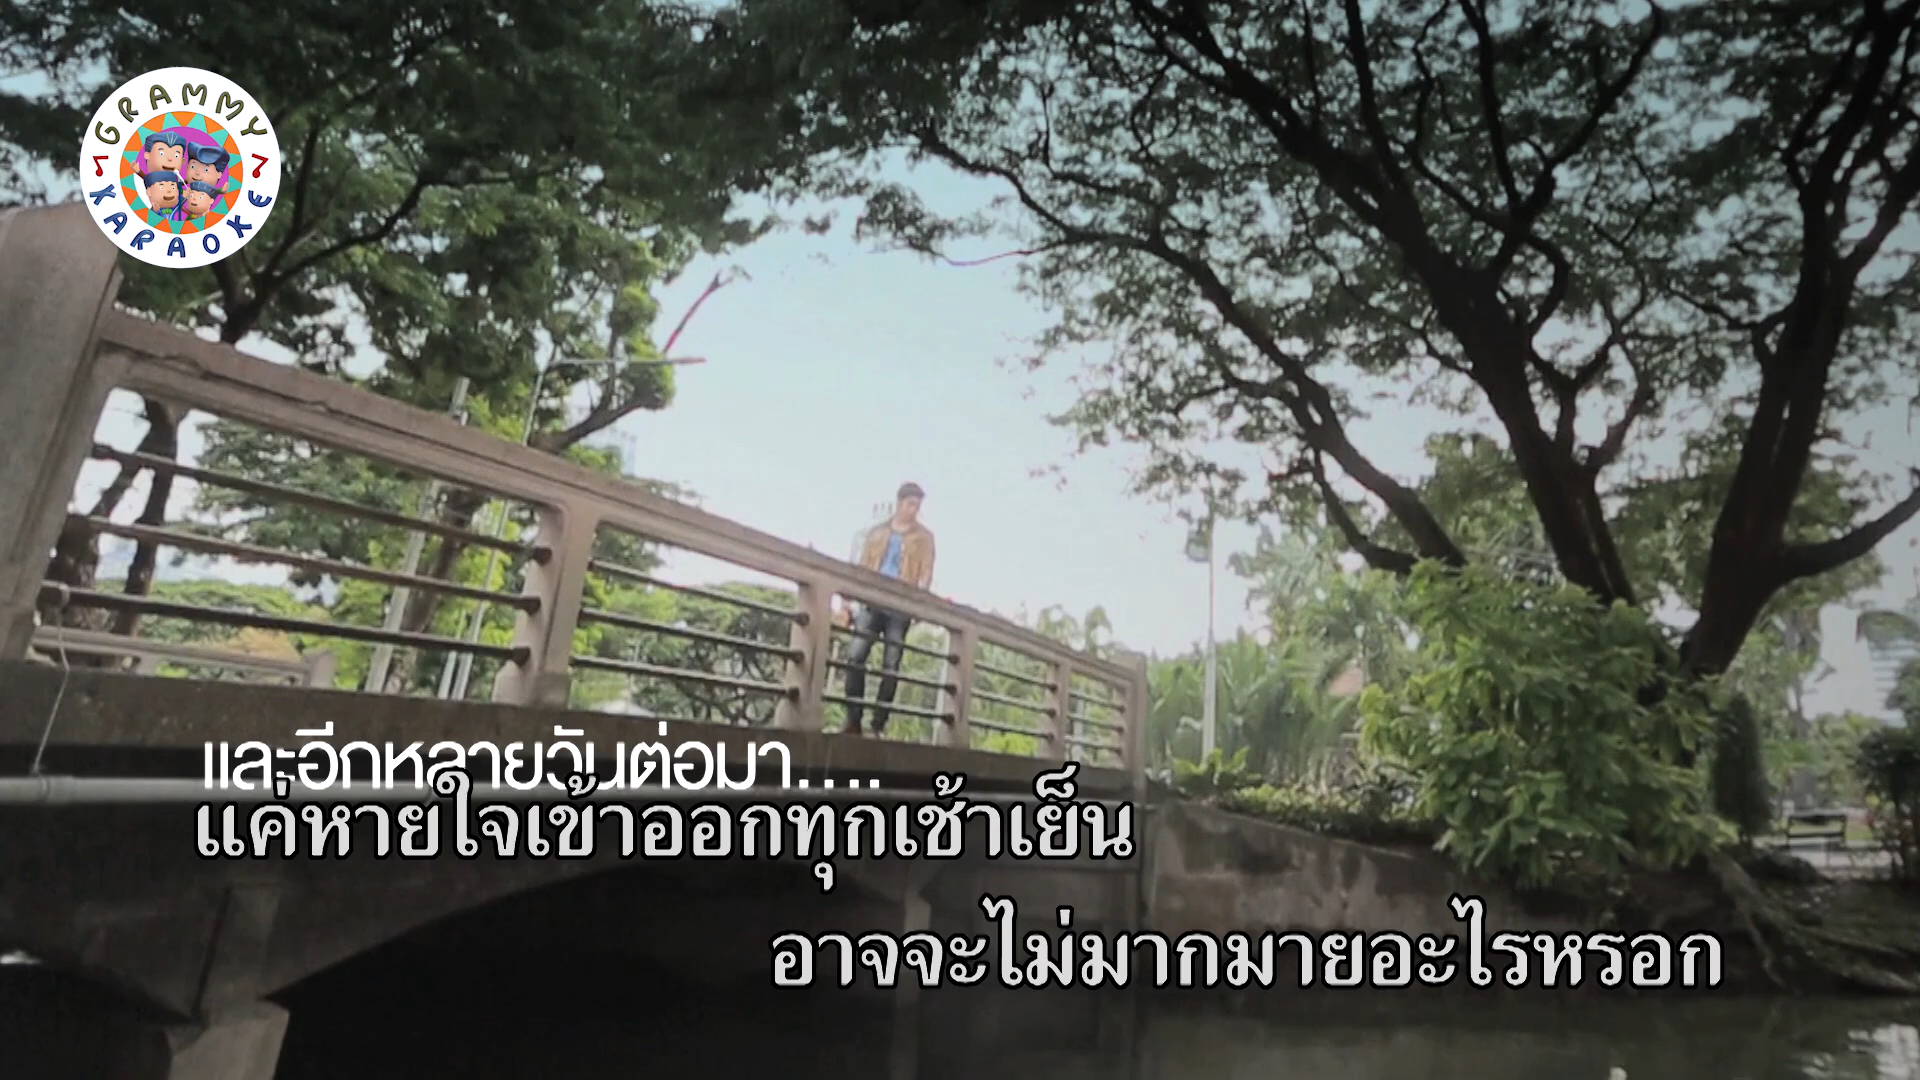 GRAMMY
KARAOKE
และอีกหลายวันต่อมา....
แค่หายใจเข้าออกทุกเช้าเย็น
อาจจะไม่มากมายอะไรหรอก